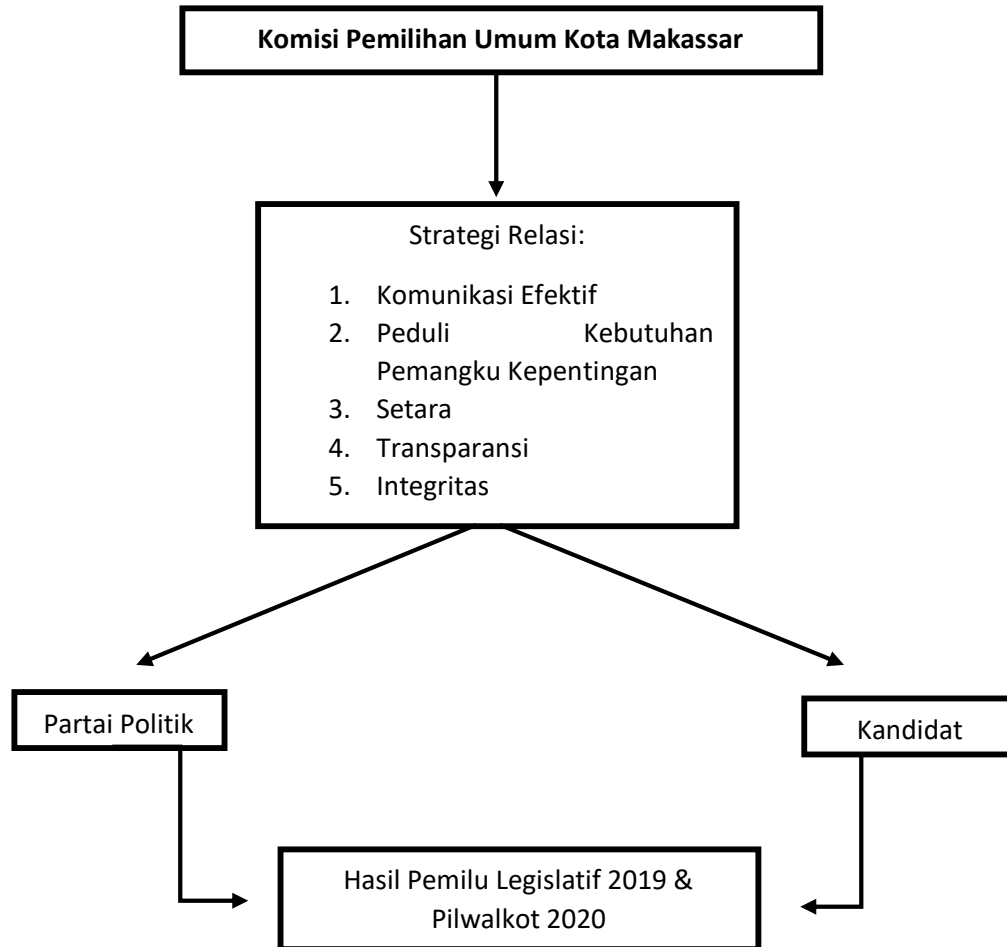 Komisi Pemilihan Umum Kota Makassar
Strategi Relasi:
1. Komunikasi Efektif
2. Peduli Kebutuhan
Pemangku Kepentingan
3. Setara
4. Transparansi
5. Integritas
Partai Politik
Kandidat
Hasil Pemilu Legislatif 2019 &
Pilwalkot 2020